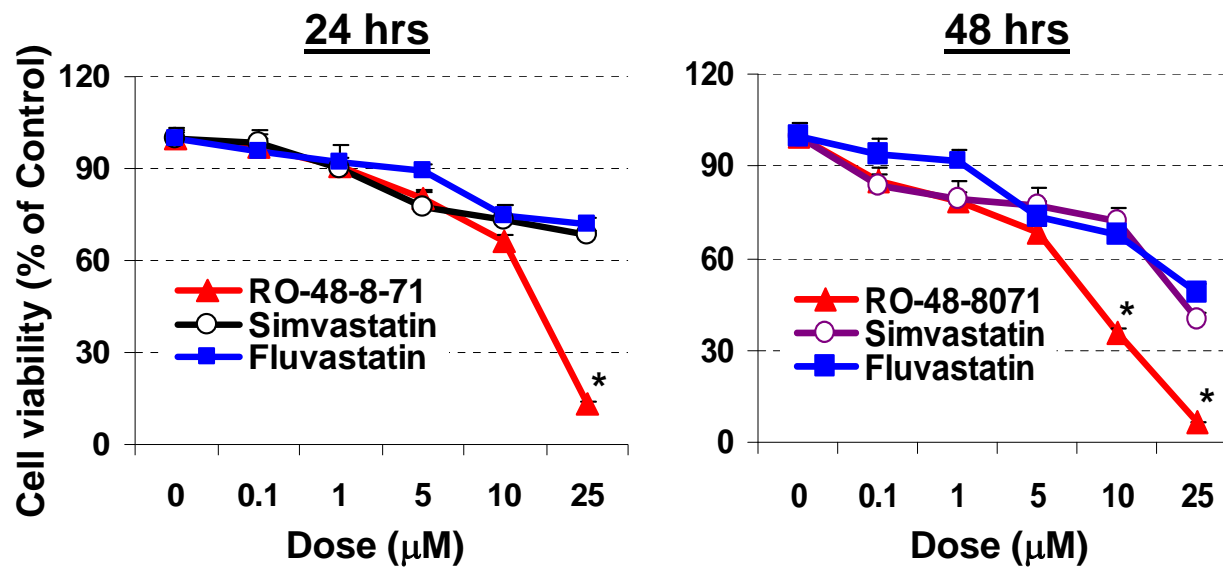 24 hrs
Cell viability (% of Control)
120
90
60
30
0
RO-48-8-71
Simvastatin
Fluvastatin
*
0 0.1 1 5 10 25
Dose (μM)
48 hrs
120
90
60
30
0
RO-48-8071
Simvastatin
Fluvastatin
*
*
0 0.1 1 5 10 25
Dose (μM)